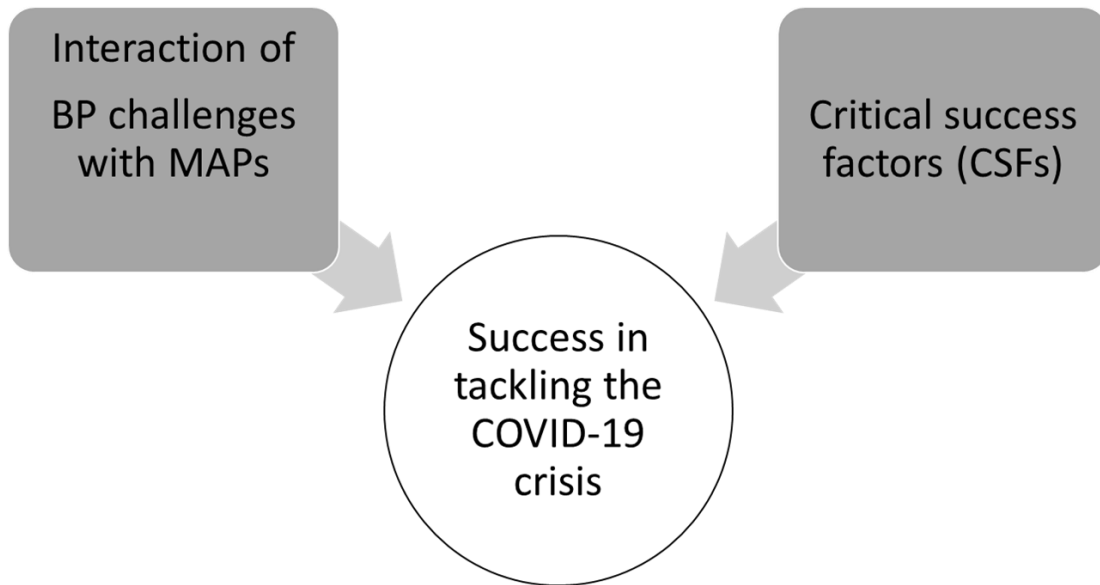 Interaction of
BP challenges
with MAPs
Critical success
factors (CSFs)
Success in
tackling the
COVID-19
crisis